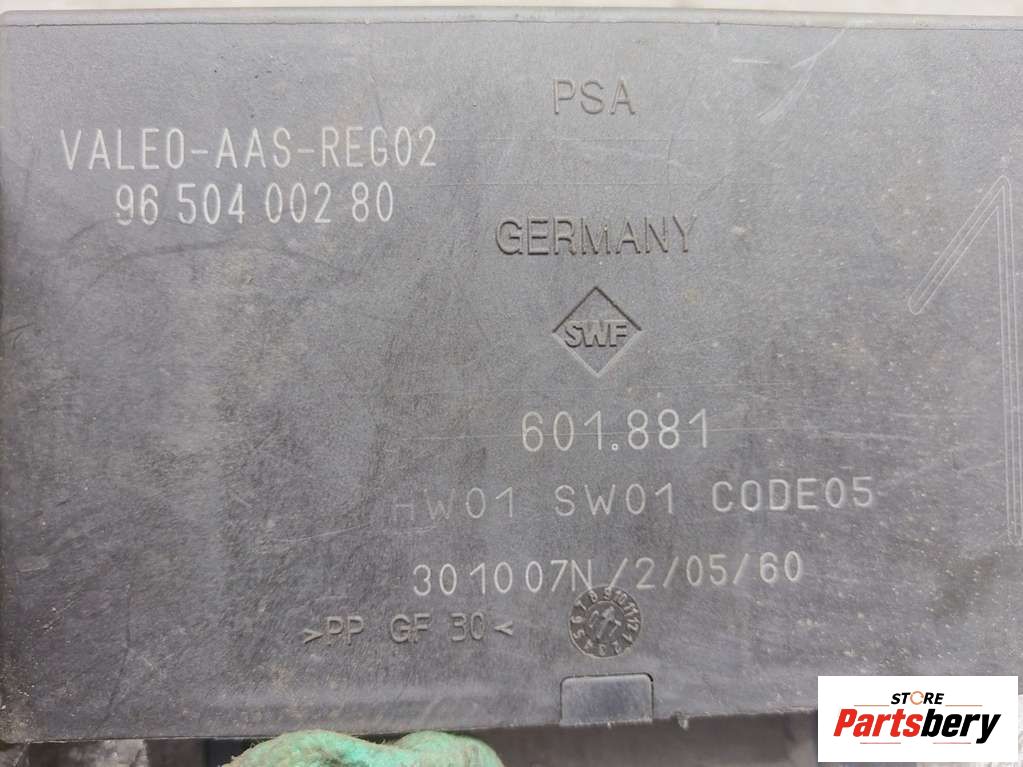 PSA
VALEO-AAS-REG02
96 504 002 80
GERMANY
SWF
601.881
HW01 SW01 CODE05
301007N/2/05/60
>PP GF 30<
STORE
Partsbery